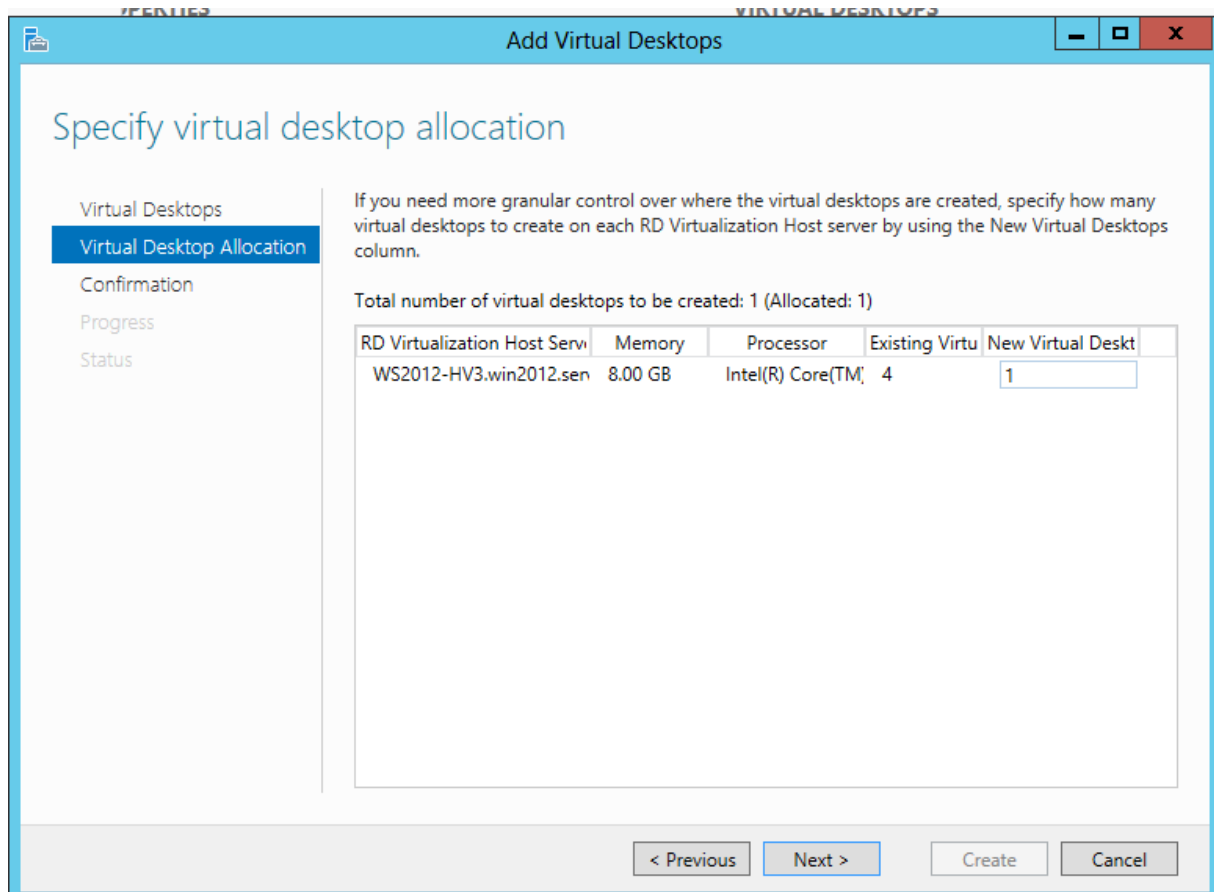 VIRTUAL DESKTOPS
Add Virtual Desktops
Specify virtual desktop allocation
Virtual Desktops
Virtual Desktop Allocation
Confirmation
Progress
Status
If you need more granular control over where the virtual desktops are created, specify how many
virtual desktops to create on each RD Virtualization Host server by using the New Virtual Desktops
column.
Total number of virtual desktops to be created: 1 (Allocated: 1)
RD Virtualization Host Serv Memory Processor Existing Virtu New Virtual Deskt
WS2012-HV3.win2012.ser 8.00 GB Intel(R) Core(TM) 4 1
< Previous Next > Create Cancel